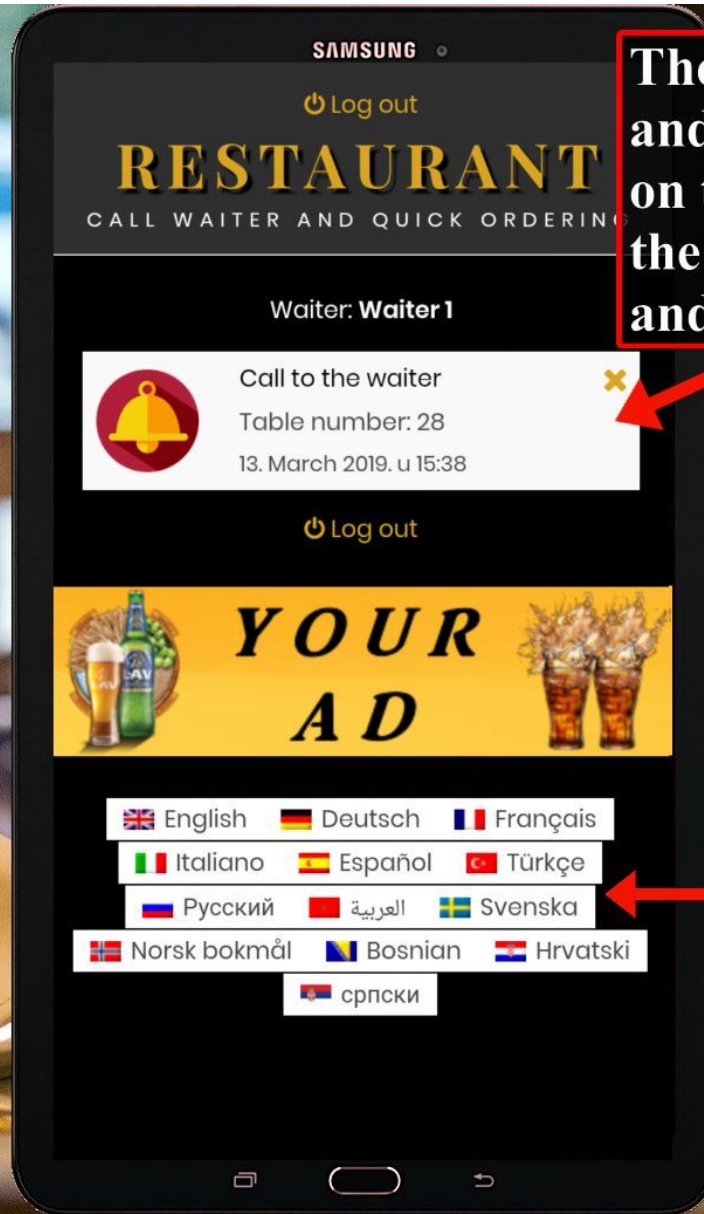 SAMSUNG
Log out
RESTAURANT
CALL WAITER AND QUICK ORDERING
The
and
on t
the
and
Waiter: Waiter 1
Call to the waiter
Table number: 28
13. March 2019. u 15:38
Log out
LAV
LAV
YOUR
AD
English Deutsch Français
Italiano Español Türkçe
Русский العربية Svenska
Norsk bokmål Bosnian Hrvatski
српски